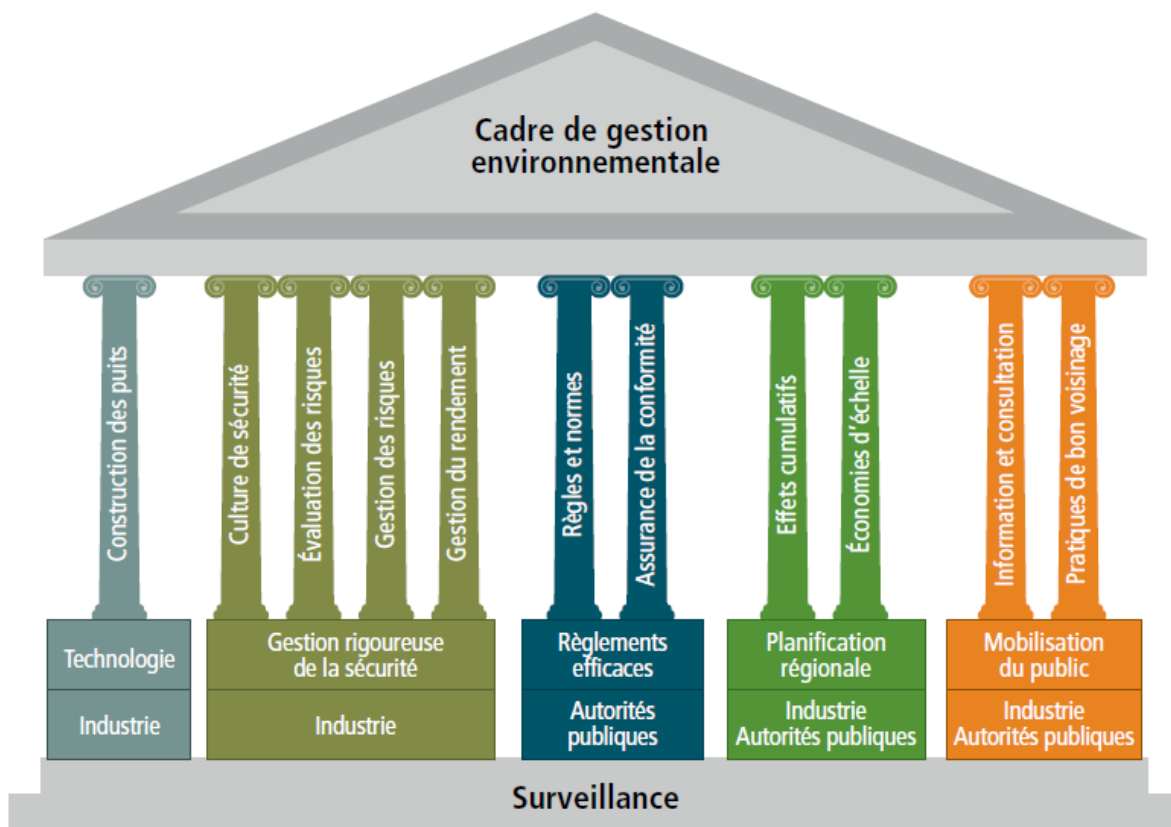 Cadre de gestion
environnementale
Construction des puits
Culture de sécurité
Évaluation des risques
Gestion des risques
Gestion du rendement
Règles et normes
Assurance de la conformité
Effets cumulatifs
Économies d'échelle
Information et consultation
Pratiques de bon voisinage
Technologie
Industrie
Gestion rigoureuse
de la sécurité
Industrie
Règlements
efficaces
Autorités
publiques
Planification
régionale
Industrie
Autorités publiques
Mobilisation
du public
Industrie
Autorités publiques
Surveillance